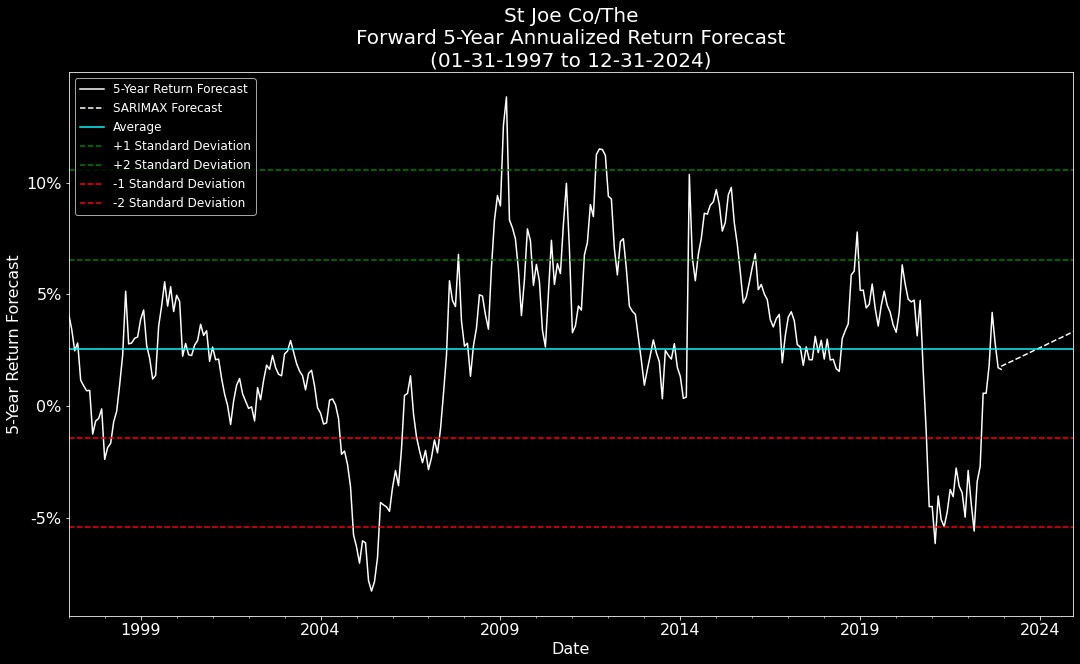 St Joe Co/The
Forward 5-Year Annualized Return Forecast
(01-31-1997 to 12-31-2024)
5-Year Return Forecast
SARIMAX Forecast
Average
+1 Standard Deviation
+2 Standard Deviation
-1 Standard Deviation
-2 Standard Deviation
10%
5%
0%
-5%
5-Year Return Forecast
1999
2004
2009
2014
2019
2024
Date